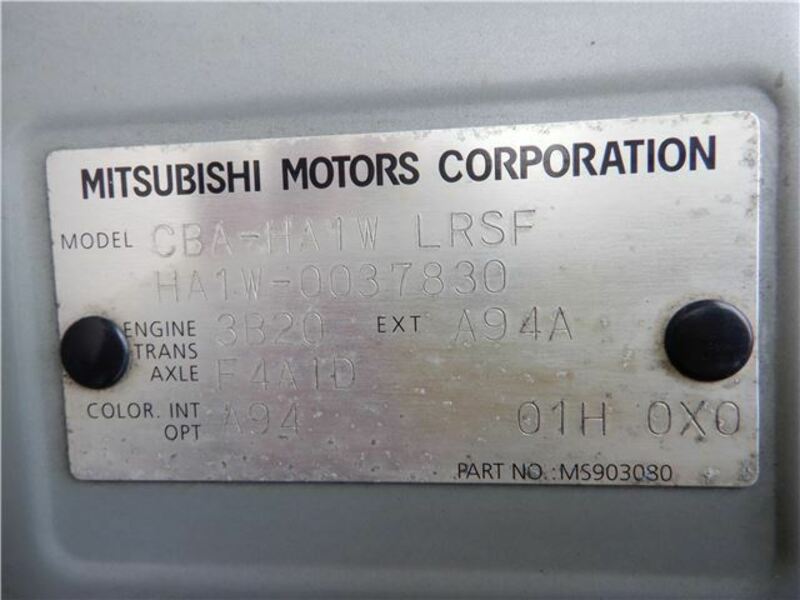 MITSUBISHI MOTORS CORPORATION
MODEL CBA-HA1W LRSF
HA1W-0037830
ENGINE 3B20 EXT A94A
TRANS
AXLE F4A1D
COLOR. INT A94 01H 0X0
OPT
PART NO.:MS903080